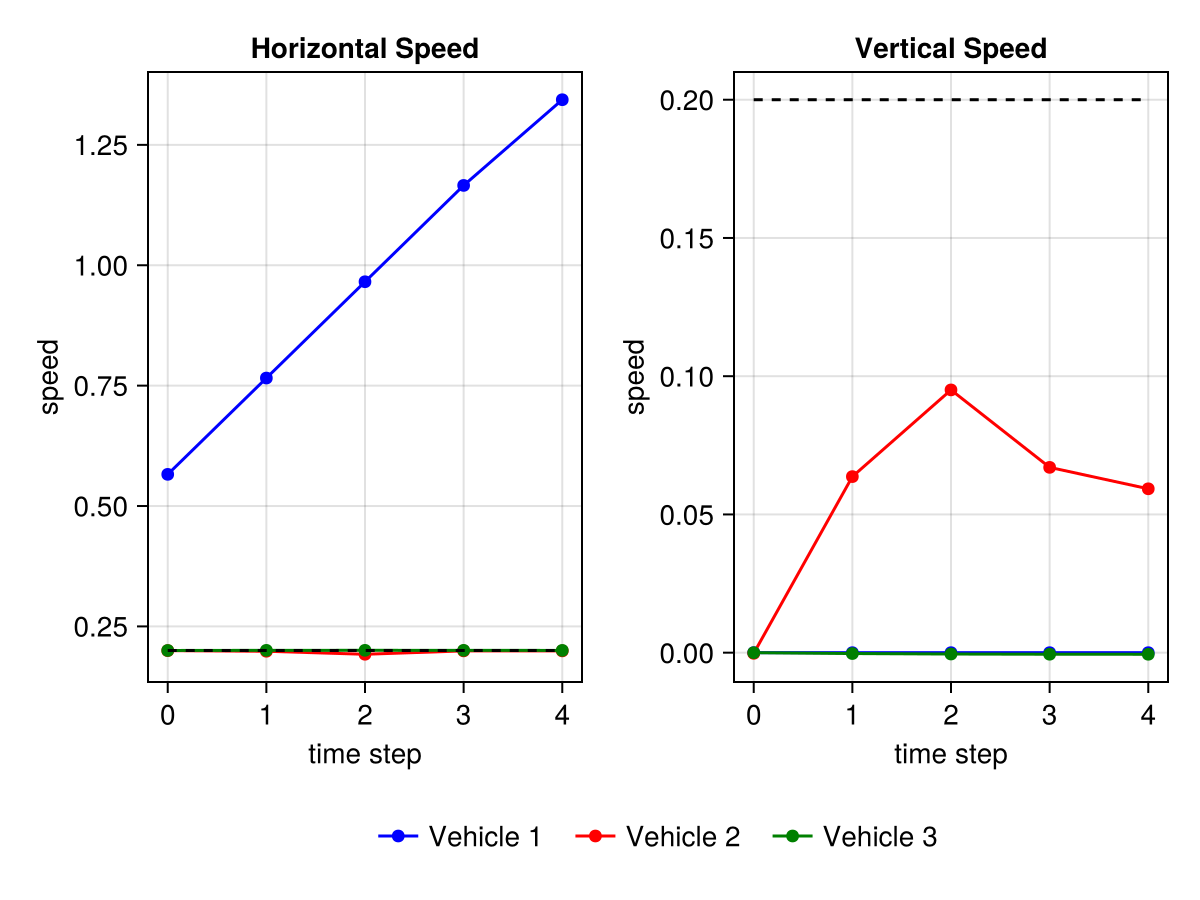 Horizontal Speed
speed
1.25
1.00
0.75
0.50
0.25
0 1 2 3 4
time step
Vertical Speed
speed
0.20
0.15
0.10
0.05
0.00
0 1 2 3 4
time step
Vehicle 1 Vehicle 2 Vehicle 3